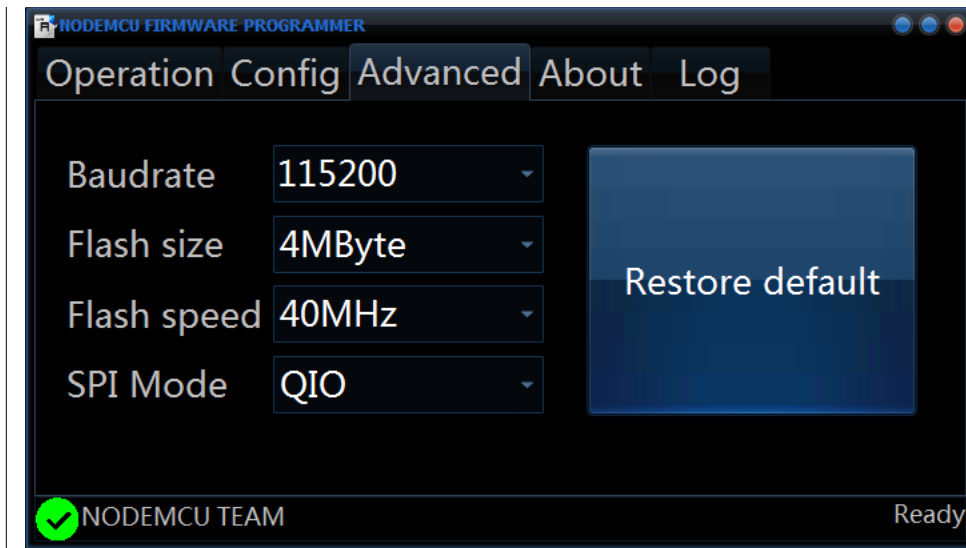 NODEMCU FIRMWARE PROGRAMMER
Operation Config Advanced About Log
Baudrate 115200
Flash size 4MByte
Restore default
Flash speed 40MHz
SPI Mode QIO
NODEMCU TEAM Ready